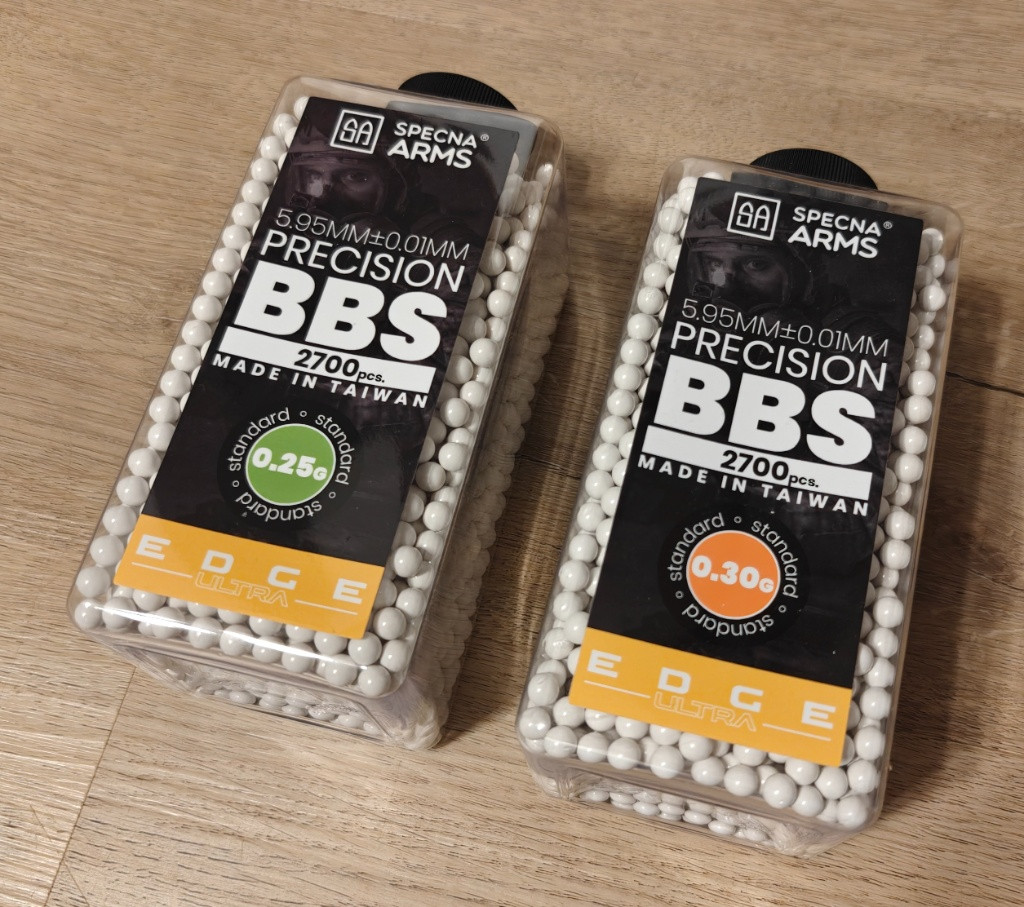 SA SPECNA®
ARMS
5.95MM±0.01MM
PRECISION
BBS
2700pcs.
MADE IN TAIWAN
standard ° standard ° standard °
0.25G
EDGE
ULTRA
SA SPECNA®
ARMS
5.95MM±0.01MM
PRECISION
BBS
2700pcs.
MADE IN TAIWAN
standard ° standard ° standard °
0.30G
EDGE
ULTRA